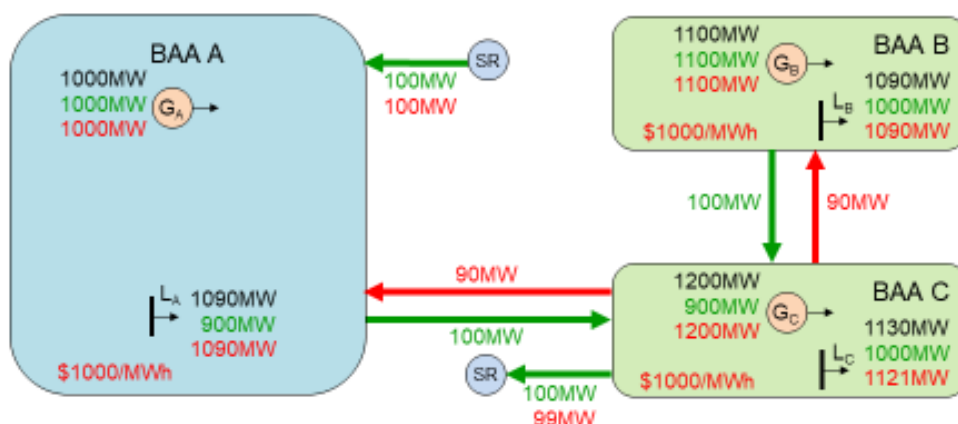 BAA A
1000MW
1000MW
1000MW
GA
SR
100MW
100MW
1100MW
1100MW
1100MW
GB
BAA B
1090MW
1000MW
1090MW
LB
$1000/MWh
100MW
90MW
90MW
100MW
LA
1090MW
900MW
1090MW
$1000/MWh
SR
100MW
99MW
1200MW
900MW
1200MW
GC
BAA C
1130MW
1000MW
1121MW
LC
$1000/MWh